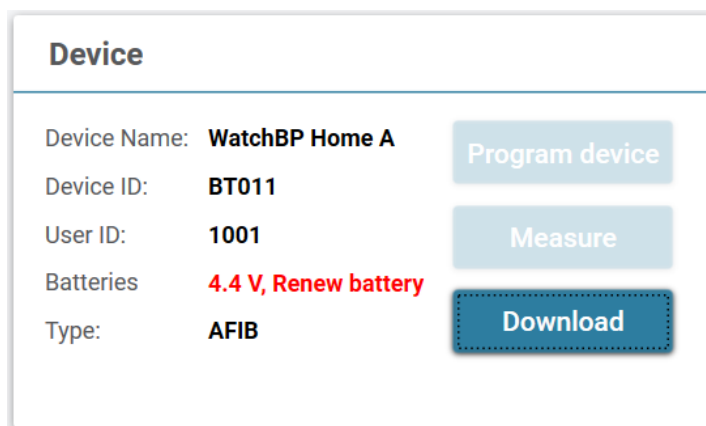 Device
Device Name: WatchBP Home A
Program device
Device ID: BT011
User ID: 1001
Measure
Batteries 4.4 V, Renew battery
Download
Type: AFIB